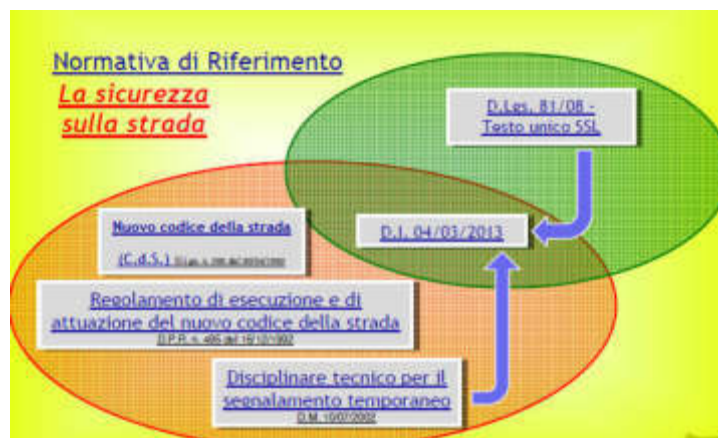 Normativa di Riferimento
La sicurezza
sulla strada
D.Lgs. 81/08 -
Testo unico SSL
Nuovo codice della strada
D.I. 04/03/2013
(C.d.S.)
Regolamento di esecuzione e di
attuazione del nuovo codice della strada
D.P.R. n. 495 del 16/12/1992
Disciplinare tecnico per il
segnalamento temporaneo
D.M. 10/07/2002